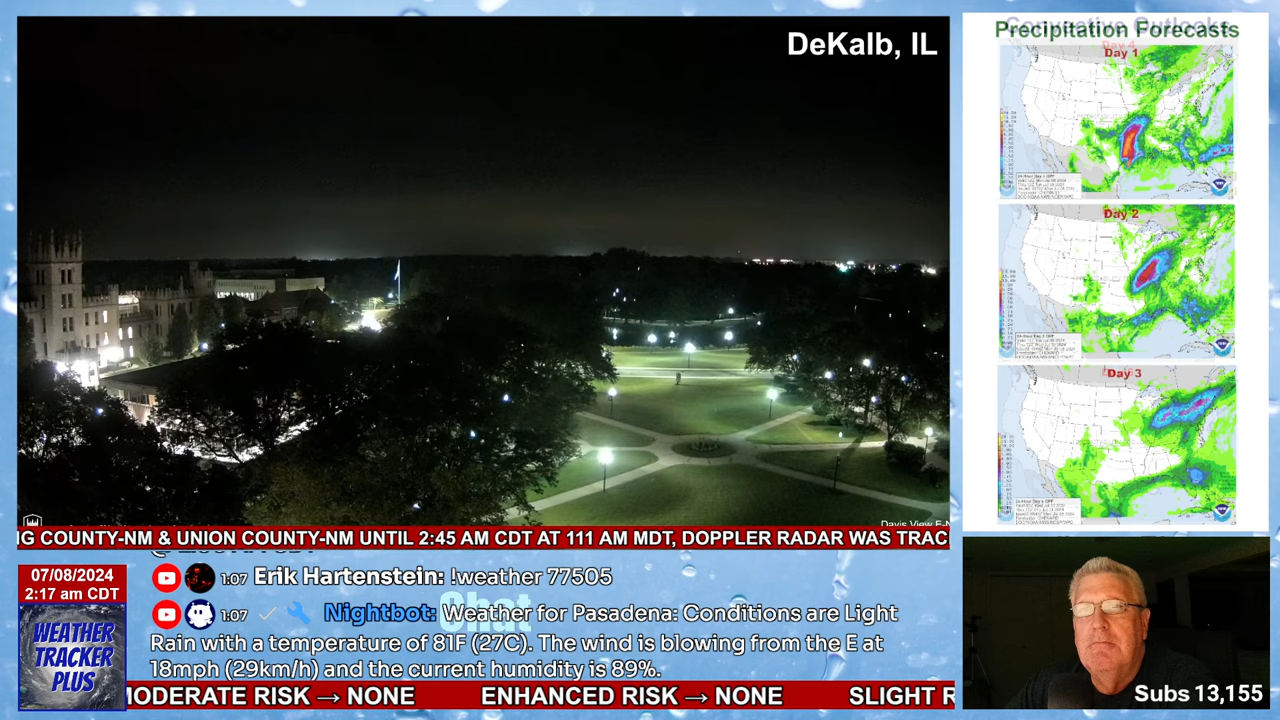 DeKalb, IL
Precipitation Forecasts
Day 1
Day 2
Day 3
NG COUNTY-NM & UNION COUNTY-NM UNTIL 2:45 AM CDT AT 111 AM MDT, DOPPLER RADAR WAS TRAC
07/08/2024
2:17 am CDT
WEATHER
TRACKER
PLUS
Chat
1:07 Erik Hartenstein: !weather 77505
1:07 Nightbot: Weather for Pasadena: Conditions are Light
Rain with a temperature of 81F (27C). The wind is blowing from the E at
18mph (29km/h) and the current humidity is 89%.
MODERATE RISK → NONE ENHANCED RISK → NONE SLIGHT R
Subs 13,155